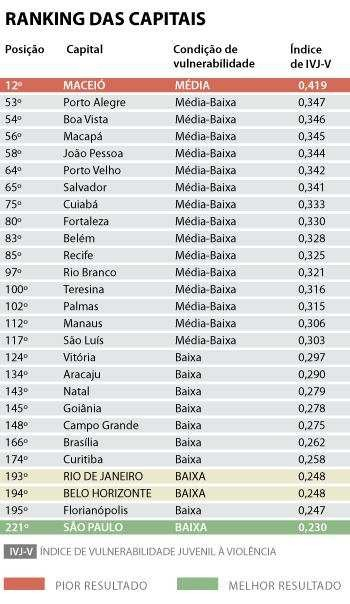 RANKING DAS CAPITAIS
Posição Capital Condição de vulnerabilidade Índice de IVJ-V
12º MACEIÓ MÉDIA 0,419
53º Porto Alegre Média-Baixa 0,347
54º Boa Vista Média-Baixa 0,346
56º Macapá Média-Baixa 0,345
58º João Pessoa Média-Baixa 0,344
64º Porto Velho Média-Baixa 0,342
65º Salvador Média-Baixa 0,341
75º Cuiabá Média-Baixa 0,333
80º Fortaleza Média-Baixa 0,330
83º Belém Média-Baixa 0,328
85º Recife Média-Baixa 0,325
97º Rio Branco Média-Baixa 0,321
100º Teresina Média-Baixa 0,316
102º Palmas Média-Baixa 0,315
112º Manaus Média-Baixa 0,306
117º São Luís Média-Baixa 0,303
124º Vitória Baixa 0,297
134º Aracaju Baixa 0,290
143º Natal Baixa 0,279
145º Goiânia Baixa 0,278
148º Campo Grande Baixa 0,275
166º Brasília Baixa 0,262
174º Curitiba Baixa 0,258
193º RIO DE JANEIRO BAIXA 0,248
194º BELO HORIZONTE BAIXA 0,248
195º Florianópolis Baixa 0,247
221º SÃO PAULO BAIXA 0,230
IVJ-V ÍNDICE DE VULNERABILIDADE JUVENIL À VIOLÊNCIA
PIOR RESULTADO MELHOR RESULTADO